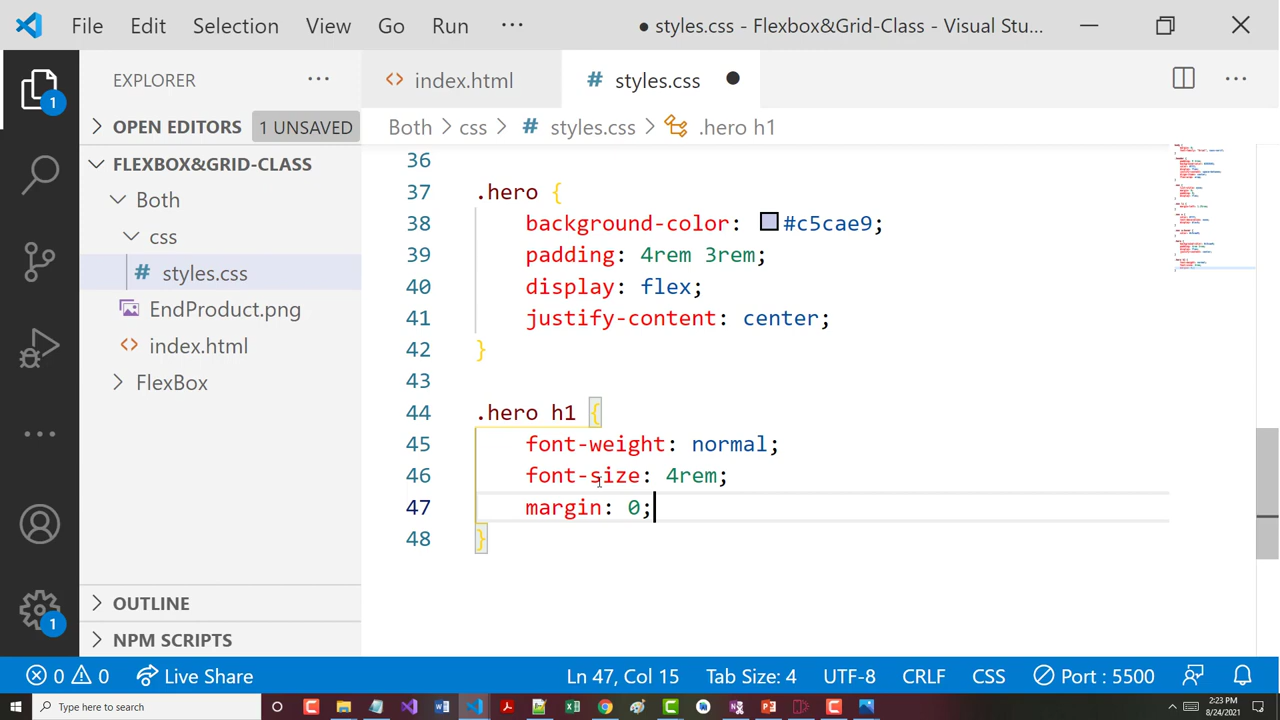 File Edit Selection View Go Run ··· ● styles.css - Flexbox&Grid-Class - Visual Stu...
EXPLORER ···
index.html
# styles.css ●
OPEN EDITORS 1 UNSAVED
Both > css > # styles.css > .hero h1
FLEXBOX&GRID-CLASS
Both
css
# styles.css
EndProduct.png
index.html
FlexBox
OUTLINE
NPM SCRIPTS
1
1
36
37 .hero {
38 background-color: #c5cae9;
39 padding: 4rem 3rem;
40 display: flex;
41 justify-content: center;
42 }
43
44 .hero h1 {
45 font-weight: normal;
46 font-size: 4rem;
47 margin: 0;
48 }
0 0 Live Share Ln 47, Col 15 Tab Size: 4 UTF-8 CRLF CSS Port : 5500
Type here to search
2:23 PM
8/24/2021